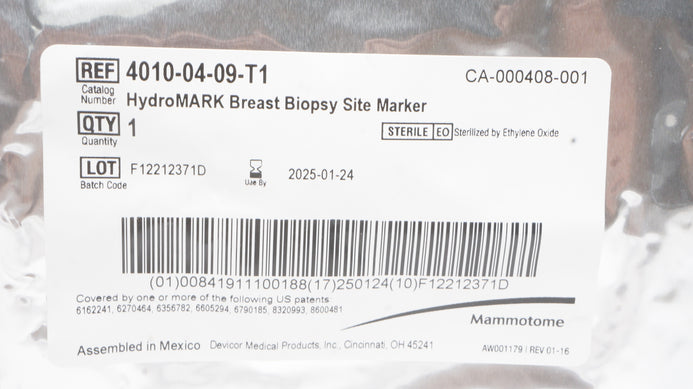 REF 4010-04-09-T1 CA-000408-001
Catalog Number HydroMARK Breast Biopsy Site Marker
QTY 1 STERILE EO Sterilized by Ethylene Oxide
Quantity
LOT F12212371D Use By 2025-01-24
Batch Code
(01)00841911100188(17)250124(10)F12212371D
Covered by one or more of the following US patents:
6162241, 6270464, 6356782, 6605294, 6790185, 8320993, 8600481
Mammotome
Assembled in Mexico Devicor Medical Products, Inc., Cincinnati, OH 45241 AW001179 / REV 01-16